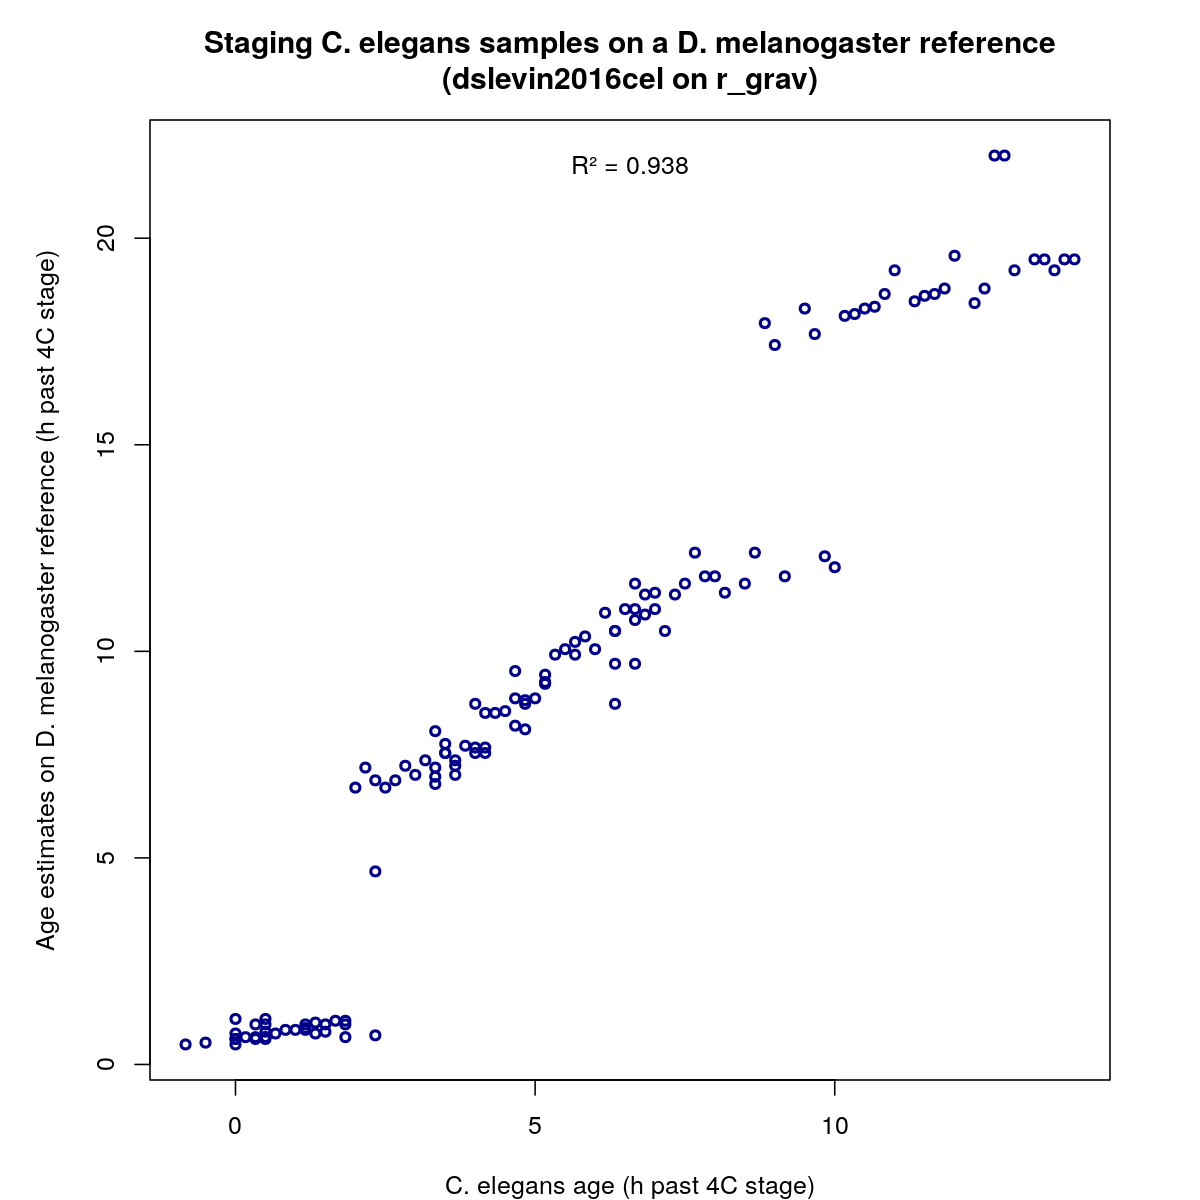 Staging C. elegans samples on a D. melanogaster reference
(dslevin2016cel on r_grav)
R² = 0.938
Age estimates on D. melanogaster reference (h past 4C stage)
20
15
10
5
0
0 5 10
C. elegans age (h past 4C stage)